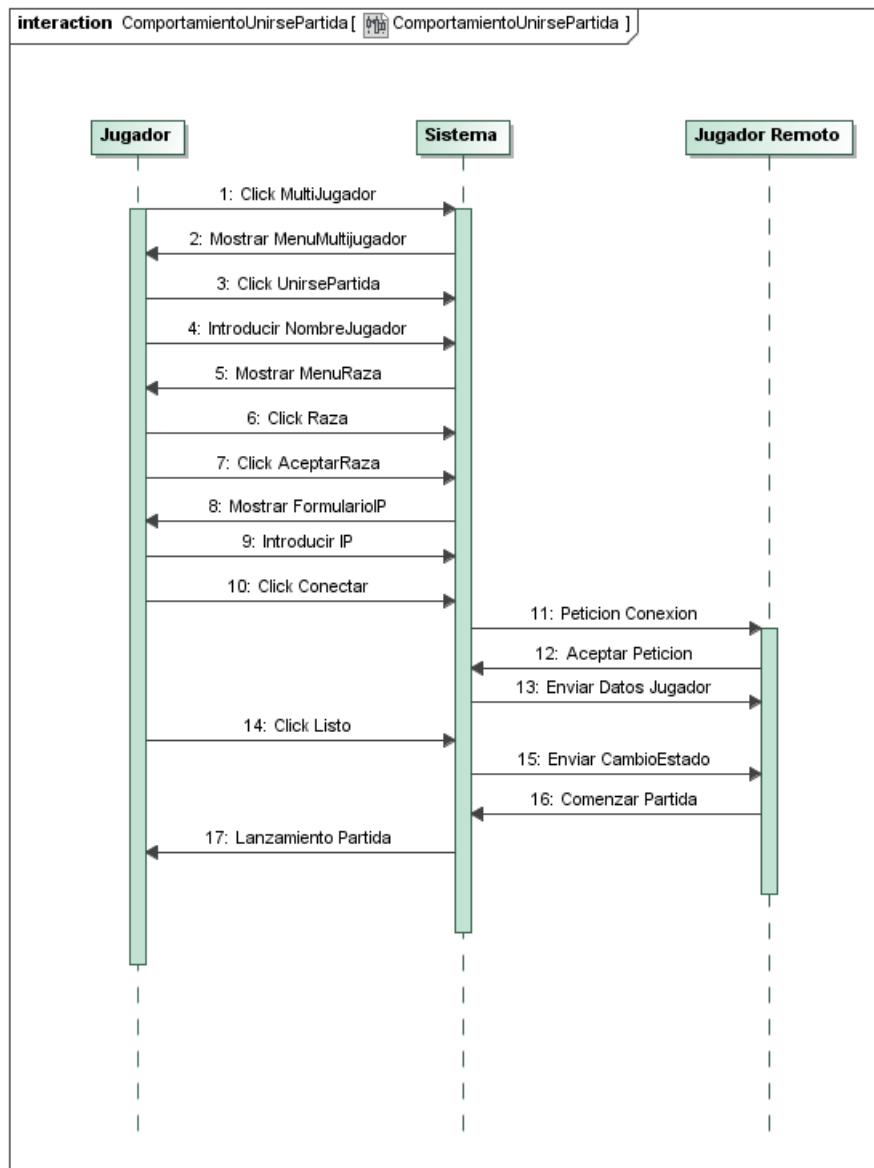 interaction ComportamientoUnirsePartida [ ComportamientoUnirsePartida ]
Jugador Sistema Jugador Remoto
1: Click MultiJugador
2: Mostrar MenuMultijugador
3: Click UnirsePartida
4: Introducir NombreJugador
5: Mostrar MenuRaza
6: Click Raza
7: Click AceptarRaza
8: Mostrar FormularioIP
9: Introducir IP
10: Click Conectar
11: Peticion Conexion
12: Aceptar Peticion
13: Enviar Datos Jugador
14: Click Listo
15: Enviar CambioEstado
16: Comenzar Partida
17: Lanzamiento Partida